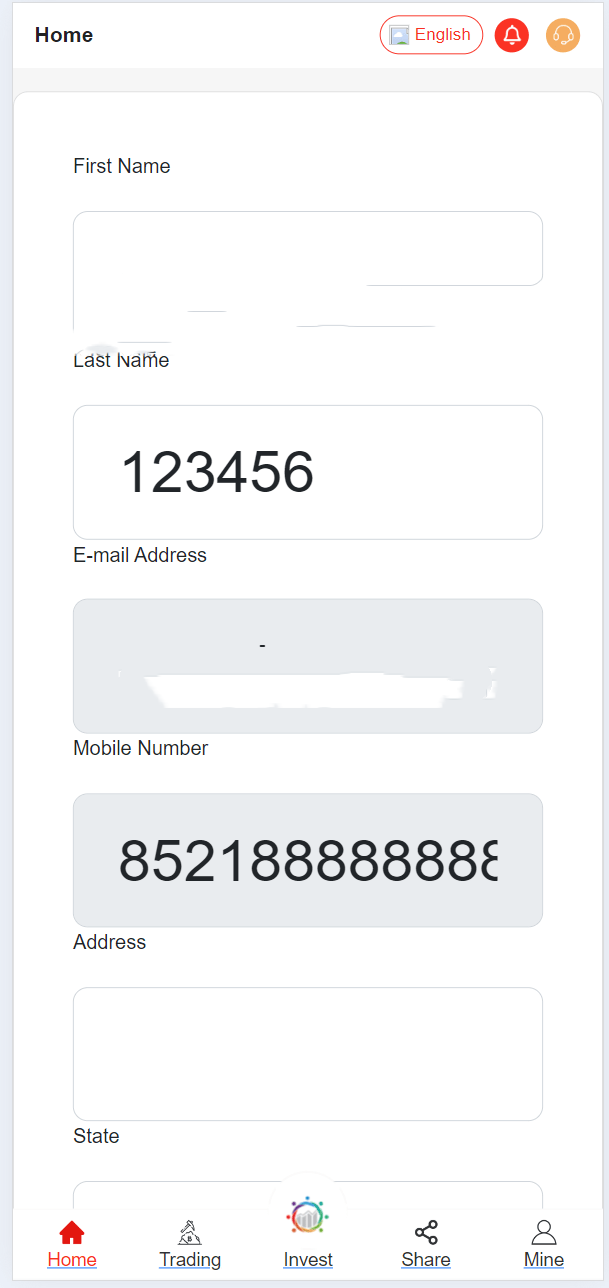 Home
English
First Name
Last Name
123456
E-mail Address
-
Mobile Number
852188888888
Address
State
Home
Trading
Invest
Share
Mine